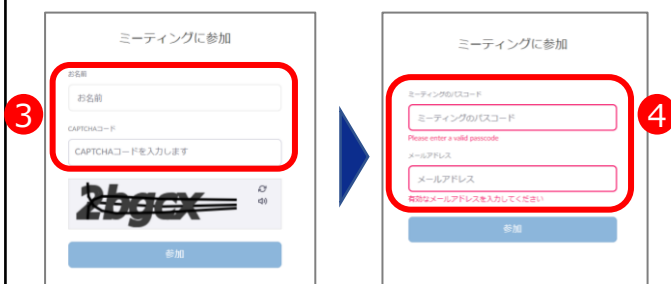 ミーティングに参加
お名前
お名前
CAPTCHAコード
CAPTCHAコードを入力します
2bgcx
参加
3
ミーティングに参加
ミーティングのパスコード
ミーティングのパスコード
Please enter a valid passcode
メールアドレス
メールアドレス
有効なメールアドレスを入力してください
参加
4